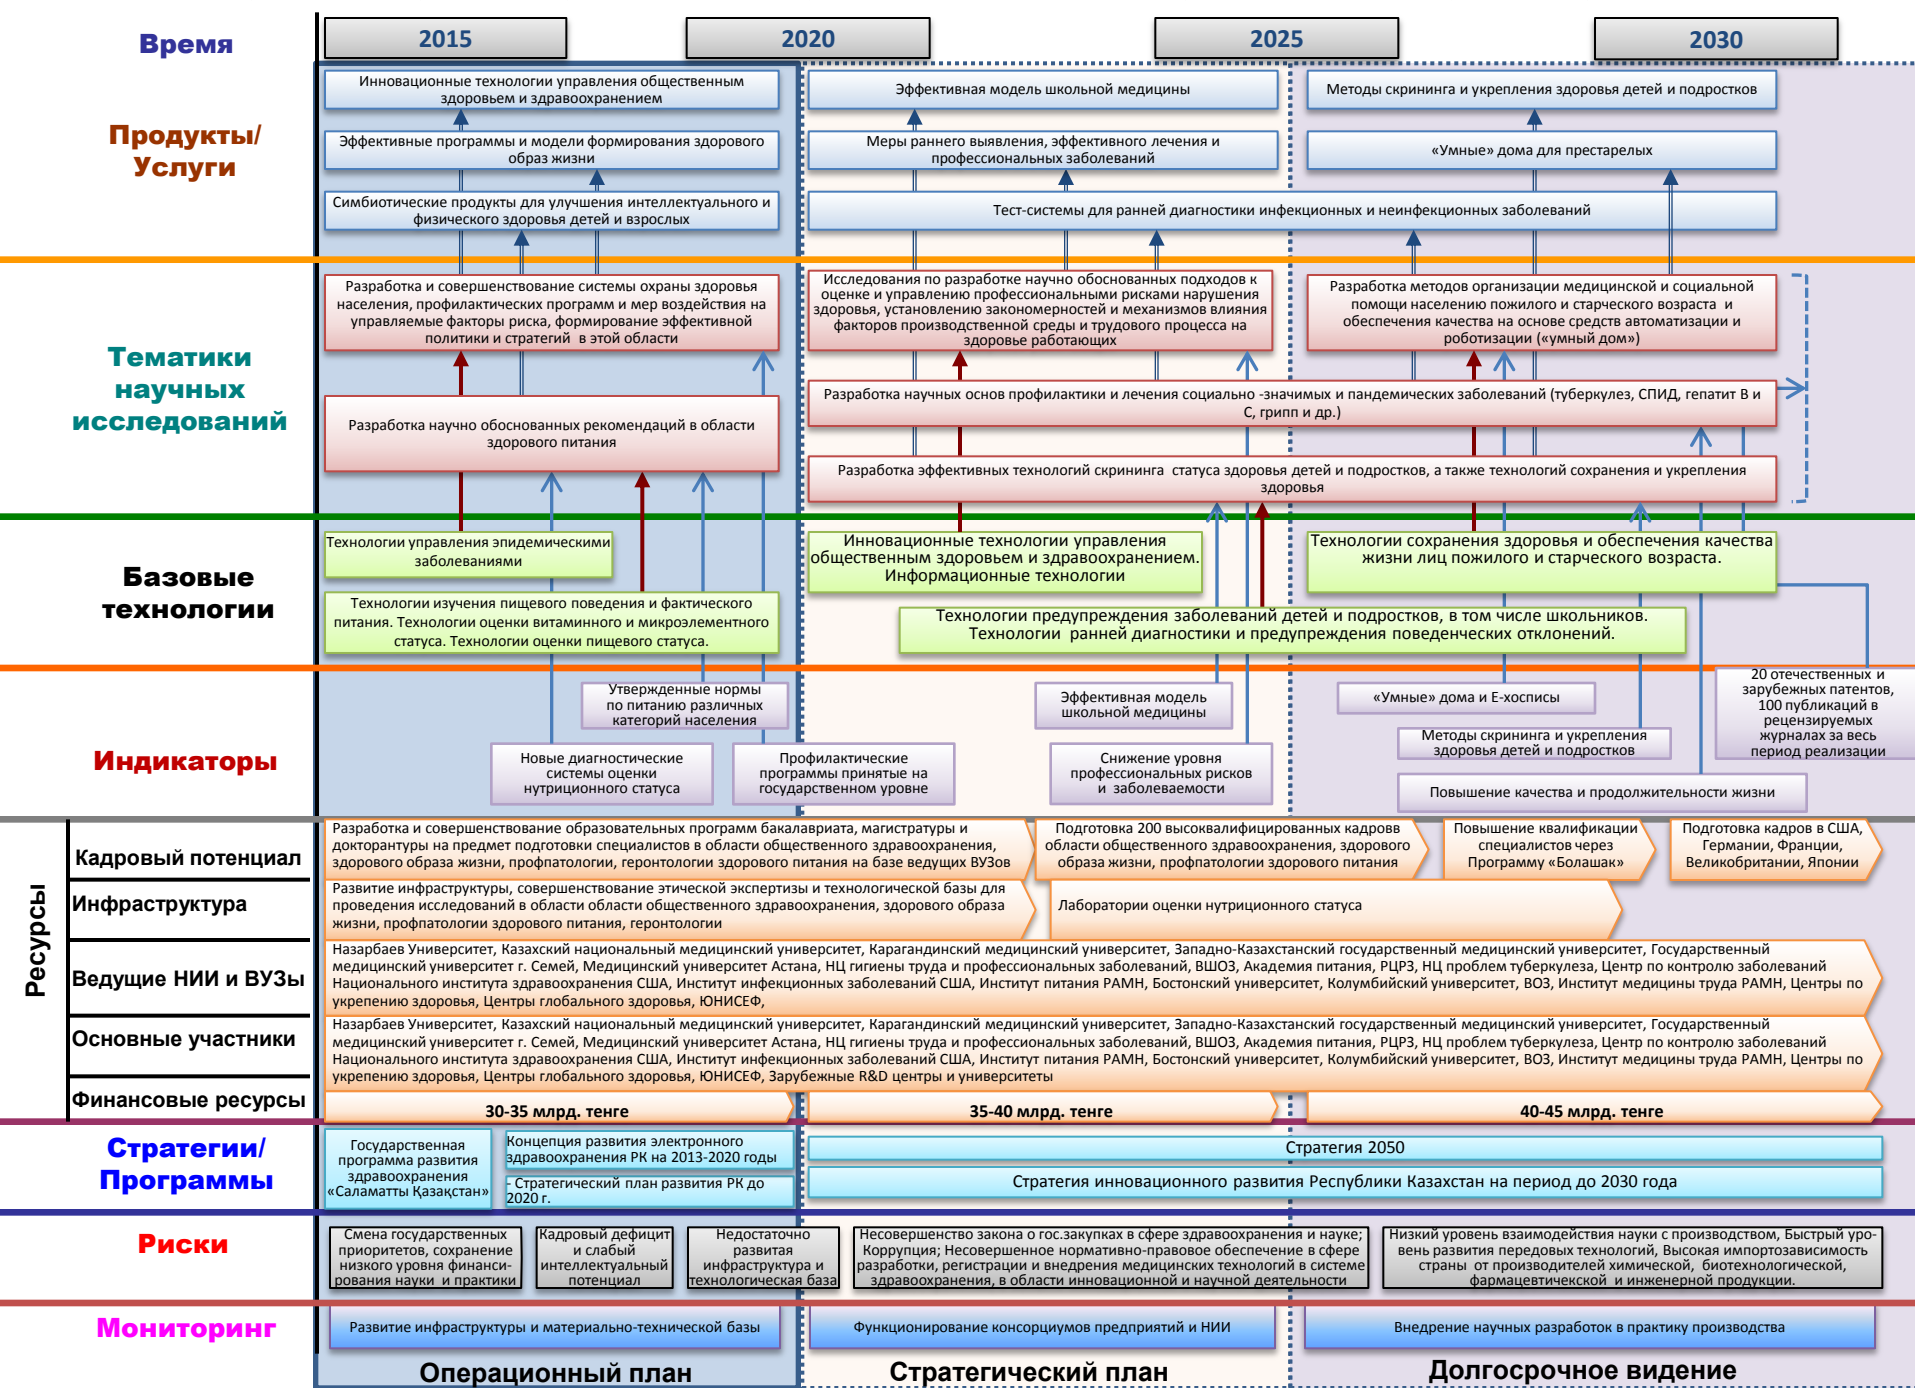 Время
2015
2020
2025
2030
Продукты/
Услуги
Инновационные технологии управления общественным
здоровьем и здравоохранением
Эффективная модель школьной медицины
Методы скрининга и укрепления здоровья детей и подростков
Эффективные программы и модели формирования здорового
образ жизни
Меры раннего выявления, эффективного лечения и
профессиональных заболеваний
«Умные» дома для престарелых
Симбиотические продукты для улучшения интеллектуального и
физического здоровья детей и взрослых
Тест-системы для ранней диагностики инфекционных и неинфекционных заболеваний
Тематики
научных
исследований
Разработка и совершенствование системы охраны здоровья
населения, профилактических программ и мер воздействия на
управляемые факторы риска, формирование эффективной
политики и стратегий в этой области
Исследования по разработке научно обоснованных подходов к
оценке и управлению профессиональными рисками нарушения
здоровья, установлению закономерностей и механизмов влияния
факторов производственной среды и трудового процесса на
здоровье работающих
Разработка методов организации медицинской и социальной
помощи населению пожилого и старческого возраста и
обеспечения качества на основе средств автоматизации и
роботизации («умный дом»)
Разработка научно обоснованных рекомендаций в области
здорового питания
Разработка научных основ профилактики и лечения социально -значимых и пандемических заболеваний (туберкулез, СПИД, гепатит В и
С, грипп и др.)
Разработка эффективных технологий скрининга статуса здоровья детей и подростков, а также технологий сохранения и укрепления
здоровья
Базовые
технологии
Технологии управления эпидемическими
заболеваниями
Инновационные технологии управления
общественным здоровьем и здравоохранением.
Информационные технологии
Технологии сохранения здоровья и обеспечения качества
жизни лиц пожилого и старческого возраста.
Технологии изучения пищевого поведения и фактического
питания. Технологии оценки витаминного и микроэлементного
статуса. Технологии оценки пищевого статуса.
Технологии предупреждения заболеваний детей и подростков, в том числе школьников.
Технологии ранней диагностики и предупреждения поведенческих отклонений.
Индикаторы
Утвержденные нормы
по питанию различных
категорий населения
Эффективная модель
школьной медицины
«Умные» дома и Е-хосписы
20 отечественных и
зарубежных патентов,
100 публикаций в
рецензируемых
журналах за весь
период реализации
Новые диагностические
системы оценки
нутриционного статуса
Профилактические
программы принятые на
государственном уровне
Снижение уровня
профессиональных рисков
и заболеваемости
Методы скрининга и укрепления
здоровья детей и подростков
Повышение качества и продолжительности жизни
Ресурсы
Кадровый потенциал
Разработка и совершенствование образовательных программ бакалавриата, магистратуры и
докторантуры на предмет подготовки специалистов в области общественного здравоохранения,
здорового образа жизни, профпатологии, геронтологии здорового питания на базе ведущих ВУЗов
Подготовка 200 высоквалифицированных кадровв
области общественного здравоохранения, здорового
образа жизни, профпатологии здорового питания
Повышение квалификации
специалистов через
Программу «Болашак»
Подготовка кадров в США,
Германии, Франции,
Великобритании, Японии
Инфраструктура
Развитие инфраструктуры, совершенствование этической экспертизы и технологической базы для
проведения исследований в области области общественного здравоохранения, здорового образа
жизни, профпатологии здорового питания, геронтологии
Лаборатории оценки нутриционного статуса
Ведущие НИИ и ВУЗы
Назарбаев Университет, Казахский национальный медицинский университет, Карагандинский медицинский университет, Западно-Казахстанский государственный медицинский университет, Государственный
медицинский университет г. Семей, Медицинский университет Астана, НЦ гигиены труда и профессиональных заболеваний, ВШОЗ, Академия питания, РЦРЗ, НЦ проблем туберкулеза, Центр по контролю заболеваний
Национального института здравоохранения США, Институт инфекционных заболеваний США, Институт питания РАМН, Бостонский университет, Колумбийский университет, ВОЗ, Институт медицины труда РАМН, Центры по
укрепению здоровья, Центры глобального здоровья, ЮНИСЕФ,
Основные участники
Назарбаев Университет, Казахский национальный медицинский университет, Карагандинский медицинский университет, Западно-Казахстанский государственный медицинский университет, Государственный
медицинский университет г. Семей, Медицинский университет Астана, НЦ гигиены труда и профессиональных заболеваний, ВШОЗ, Академия питания, РЦРЗ, НЦ проблем туберкулеза, Центр по контролю заболеваний
Национального института здравоохранения США, Институт инфекционных заболеваний США, Институт питания РАМН, Бостонский университет, Колумбийский университет, ВОЗ, Институт медицины труда РАМН, Центры по
укрепению здоровья, Центры глобального здоровья, ЮНИСЕФ, Зарубежные R&D центры и университеты
Финансовые ресурсы
30-35 млрд. тенге
35-40 млрд. тенге
40-45 млрд. тенге
Стратегии/
Программы
Государственная
программа развития
здравоохранения
«Саламатты Қазақстан»
Концепция развития электронного
здравоохранения РК на 2013-2020 годы
- Стратегический план развития РК до
2020 г.
Стратегия 2050
Стратегия инновационного развития Республики Казахстан на период до 2030 года
Риски
Смена государственных
приоритетов, сохранение
низкого уровня финанси-
рования науки и практики
Кадровый дефицит
и слабый
интеллектуальный
потенциал
Недостаточно
развитая
инфраструктура и
технологическая база
Несовершенство закона о гос.закупках в сфере здравоохранения и науке;
Коррупция; Несовершенное нормативно-правовое обеспечение в сфере
разработки, регистрации и внедрения медицинских технологий в системе
здравоохранения, в области инновационной и научной деятельности
Низкий уровень взаимодействия науки с производством, Быстрый уро-
вень развития передовых технологий, Высокая импортозависимость
страны от производителей химической, биотехнологической,
фармацевтичекской и инженерной продукции.
Мониторинг
Развитие инфраструктуры и материально-технической базы
Функционирование консорциумов предприятий и НИИ
Внедрение научных разработок в практику производства
Операционный план
Стратегический план
Долгосрочное видение